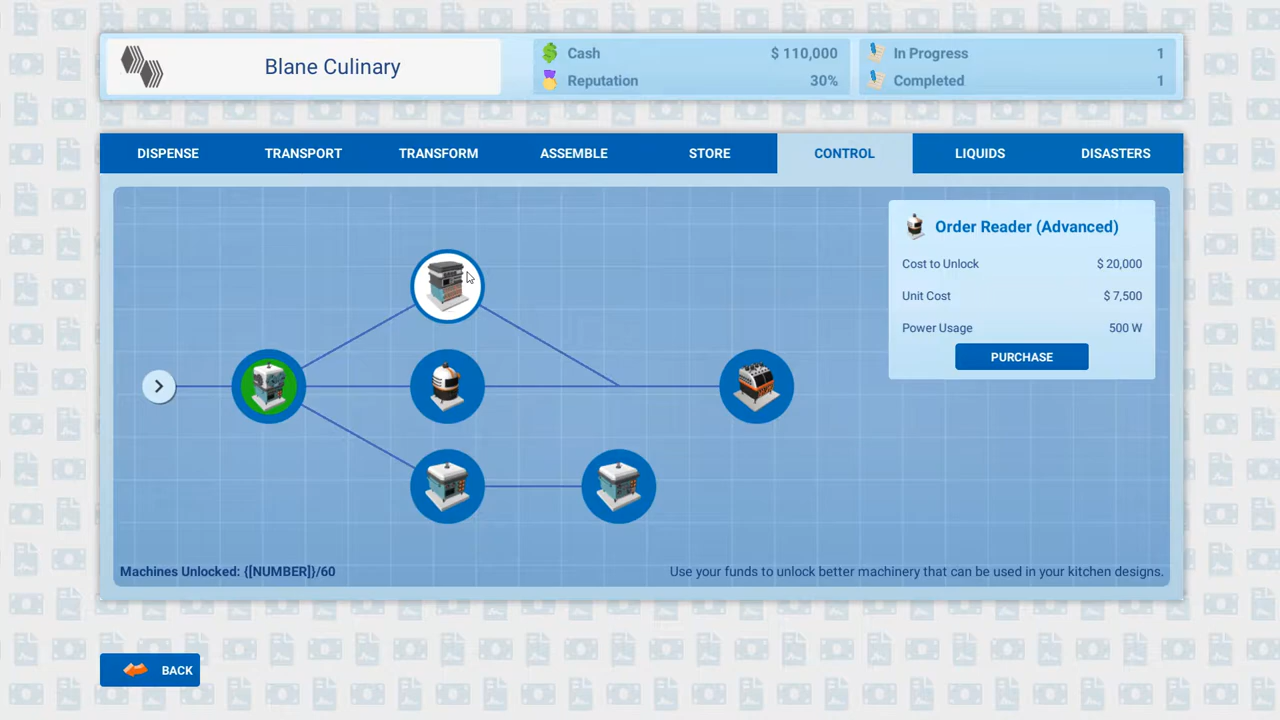 Blane Culinary
Cash $ 110,000
Reputation 30%
In Progress 1
Completed 1
DISPENSE TRANSPORT TRANSFORM ASSEMBLE STORE CONTROL LIQUIDS DISASTERS
Order Reader (Advanced)
Cost to Unlock $ 20,000
Unit Cost $ 7,500
Power Usage 500 W
PURCHASE
Machines Unlocked: {[NUMBER]}/60
Use your funds to unlock better machinery that can be used in your kitchen designs.
BACK